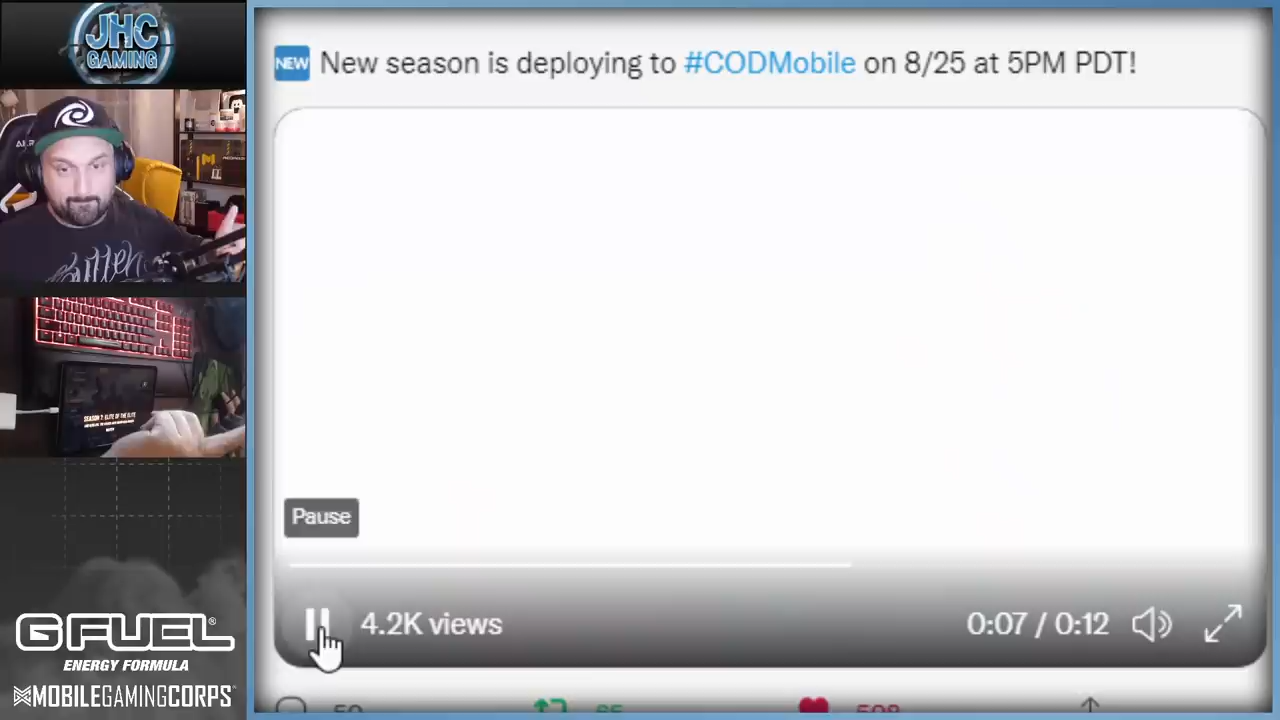 JHC
GAMING
NEW New season is deploying to #CODMobile on 8/25 at 5PM PDT!
SEASON 7: ELITE OF THE ELITE
Pause
4.2K views
0:07 / 0:12
GFUEL®
ENERGY FORMULA
MOBILEGAMINGCORPS